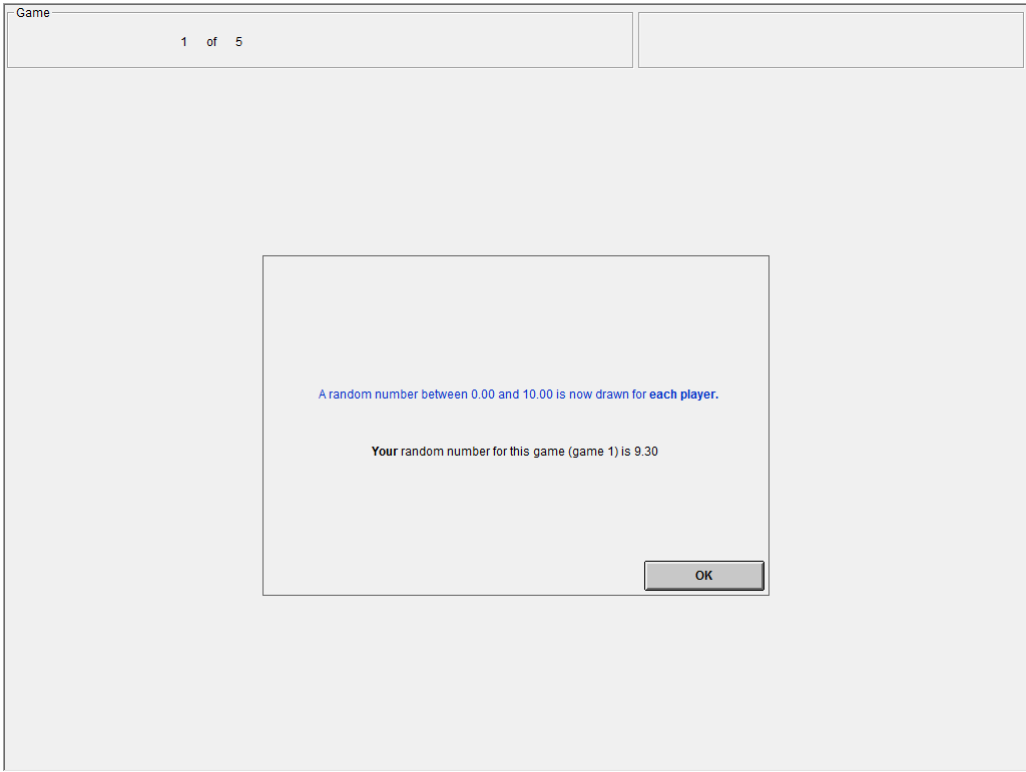 Game
1 of 5
A random number between 0.00 and 10.00 is now drawn for each player.
Your random number for this game (game 1) is 9.30
OK